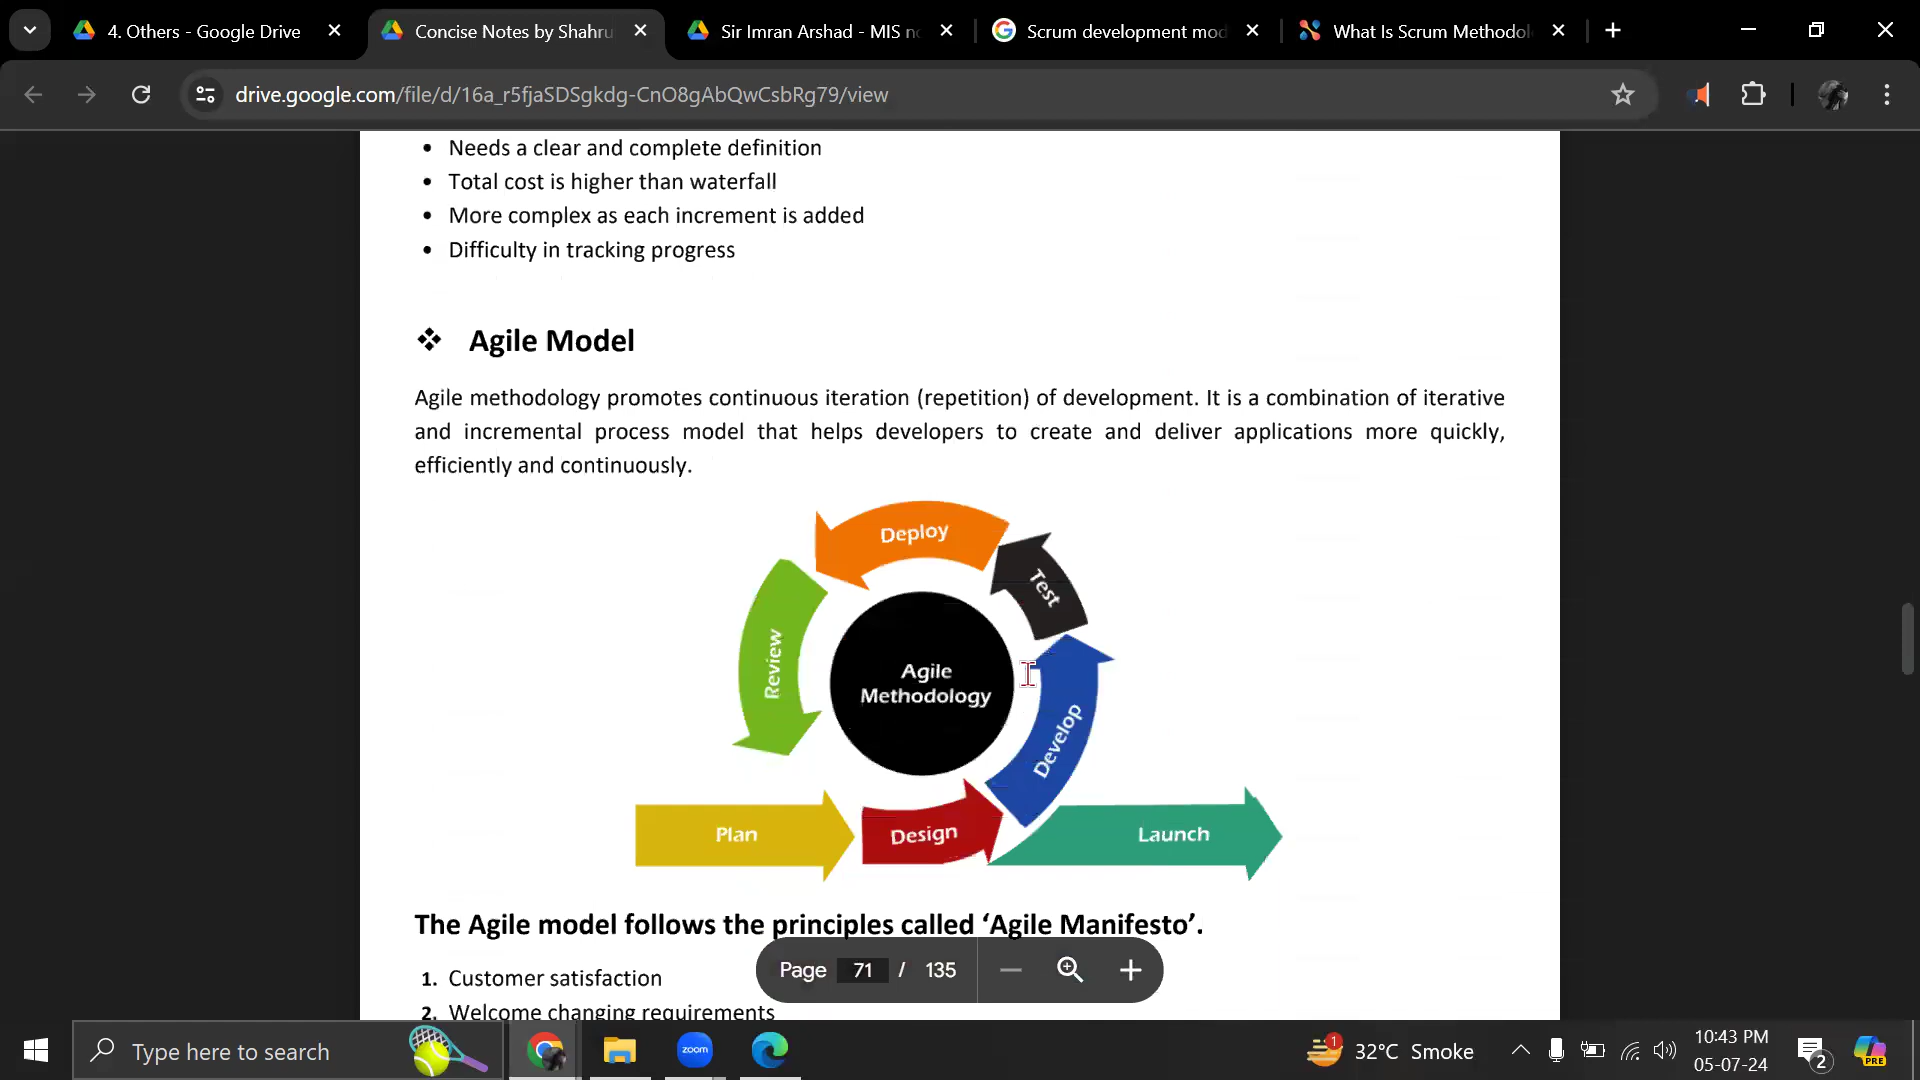 4. Others - Google Drive
Concise Notes by Shahru
Sir Imran Arshad - MIS no
Scrum development mod
What Is Scrum Methodol
drive.google.com/file/d/16a_r5fjaSDSgkdg-CnO8gAbQwCsbRg79/view
• Needs a clear and complete definition
• Total cost is higher than waterfall
• More complex as each increment is added
• Difficulty in tracking progress
❖ Agile Model
Agile methodology promotes continuous iteration (repetition) of development. It is a combination of iterative
and incremental process model that helps developers to create and deliver applications more quickly,
efficiently and continuously.
Deploy
Test
Review
Agile
Methodology
Develop
Plan
Design
Launch
The Agile model follows the principles called ‘Agile Manifesto’.
1. Customer satisfaction
2. Welcome changing requirements
Page 71 / 135
Type here to search
zoom
1
32°C Smoke
10:43 PM
05-07-24
2
PRE